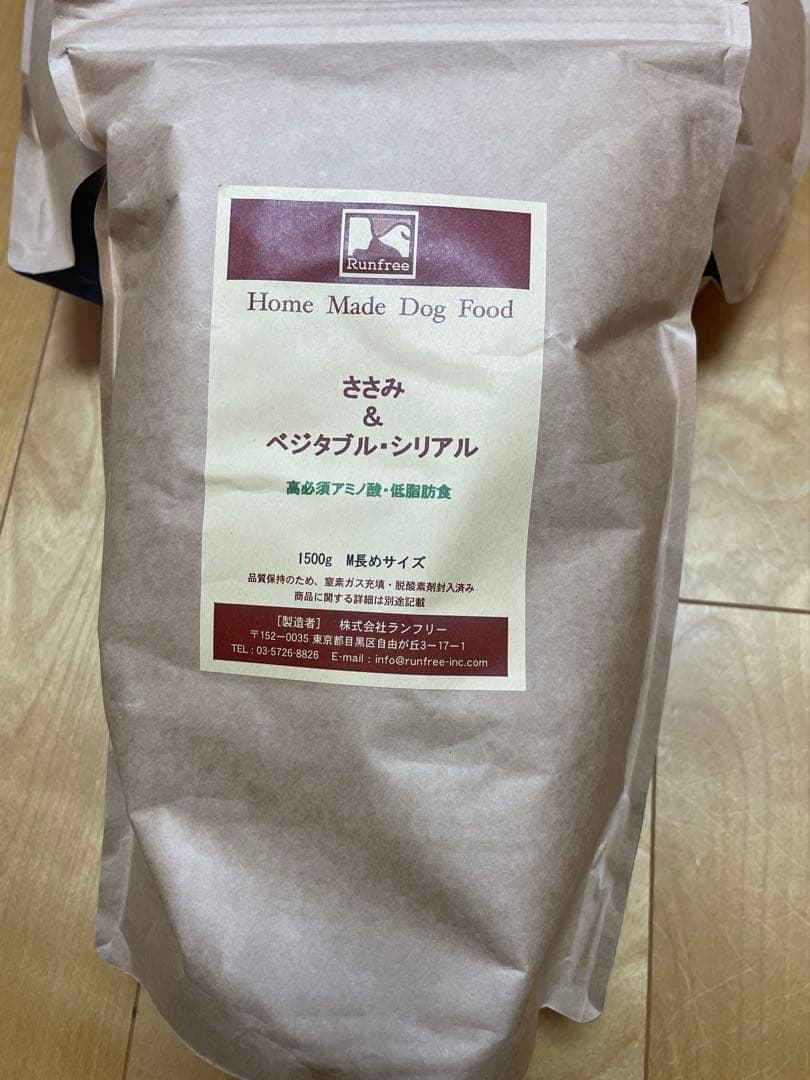 Runfree
Home Made Dog Food
ささみ
&
ベジタブル・シリアル
高必須アミノ酸・低脂肪食
1500g M長めサイズ
品質保持のため、窒素ガス充填・脱酸素剤封入済み
商品に関する詳細は別途記載
[製造者] 株式会社ランフリー
〒152-0035 東京都目黒区自由が丘3-17-1
TEL : 03-5726-8826 E-mail : info@runfree-inc.com